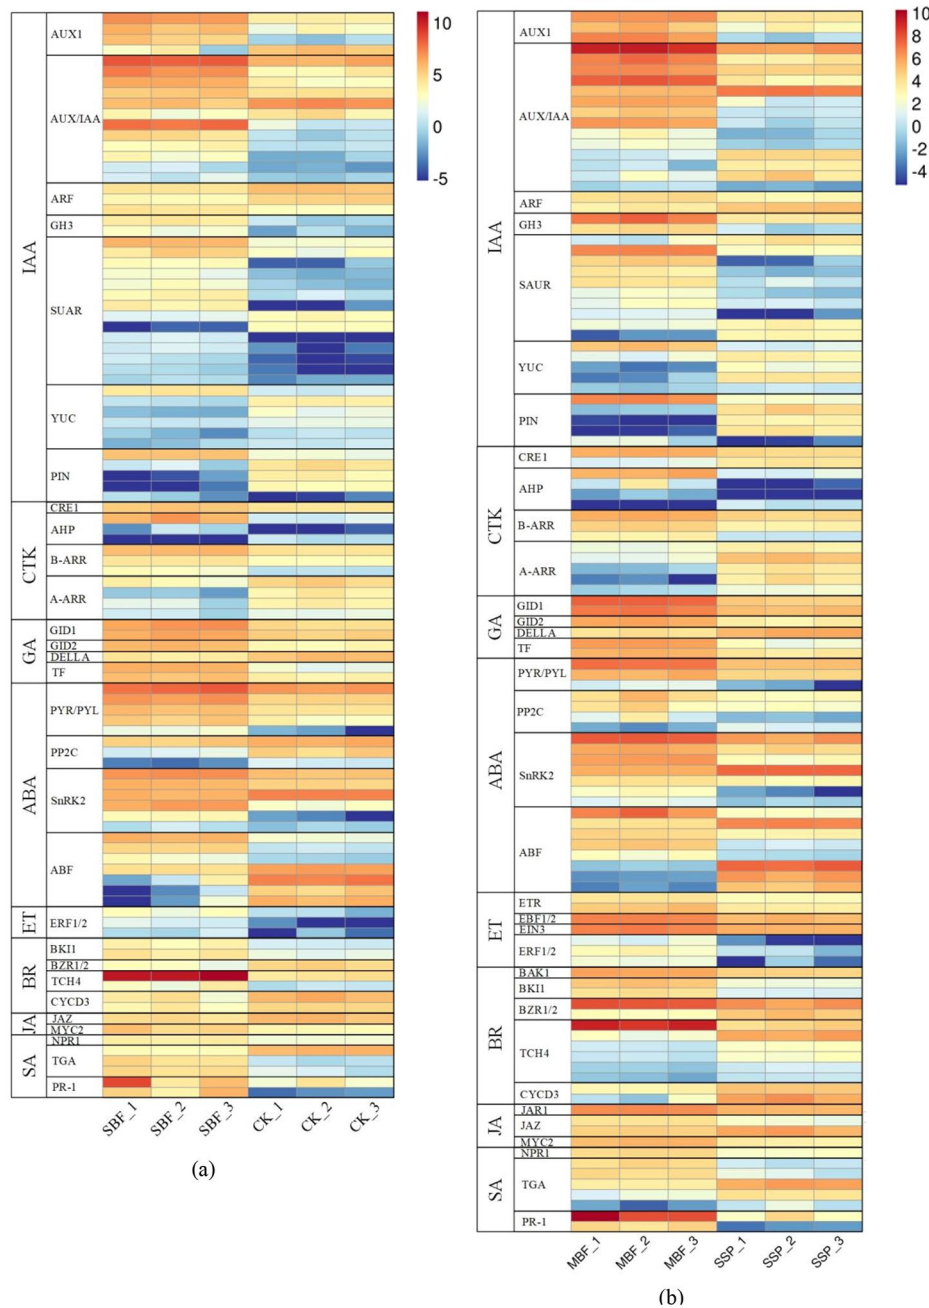 IAA
AUX1
AUX/IAA
ARF
GH3
SUAR
YUC
PIN
CTK
CRE1
AHP
B-ARR
A-ARR
GA
GID1
GID2
DELLA
TF
ABA
PYR/PYL
PP2C
SnRK2
ABF
ET
ERF1/2
BR
BKI1
BZR1/2
TCH4
CYCD3
JA
JAZ
MYC2
SA
NPR1
TGA
PR-1
SBF_1
SBF_2
SBF_3
CK_1
CK_2
CK_3
10
5
0
-5
(a)
IAA
AUX1
AUX/IAA
ARF
GH3
SAUR
YUC
PIN
CTK
CRE1
AHP
B-ARR
A-ARR
GA
GID1
GID2
DELLA
TF
ABA
PYR/PYL
PP2C
SnRK2
ABF
ET
ETR
EBF1/2
EIN3
ERF1/2
BR
BAK1
BKI1
BZR1/2
TCH4
CYCD3
JA
JAR1
JAZ
MYC2
SA
NPR1
TGA
PR-1
MBF_1
MBF_2
MBF_3
SSP_1
SSP_2
SSP_3
10
8
6
4
2
0
-2
-4
(b)